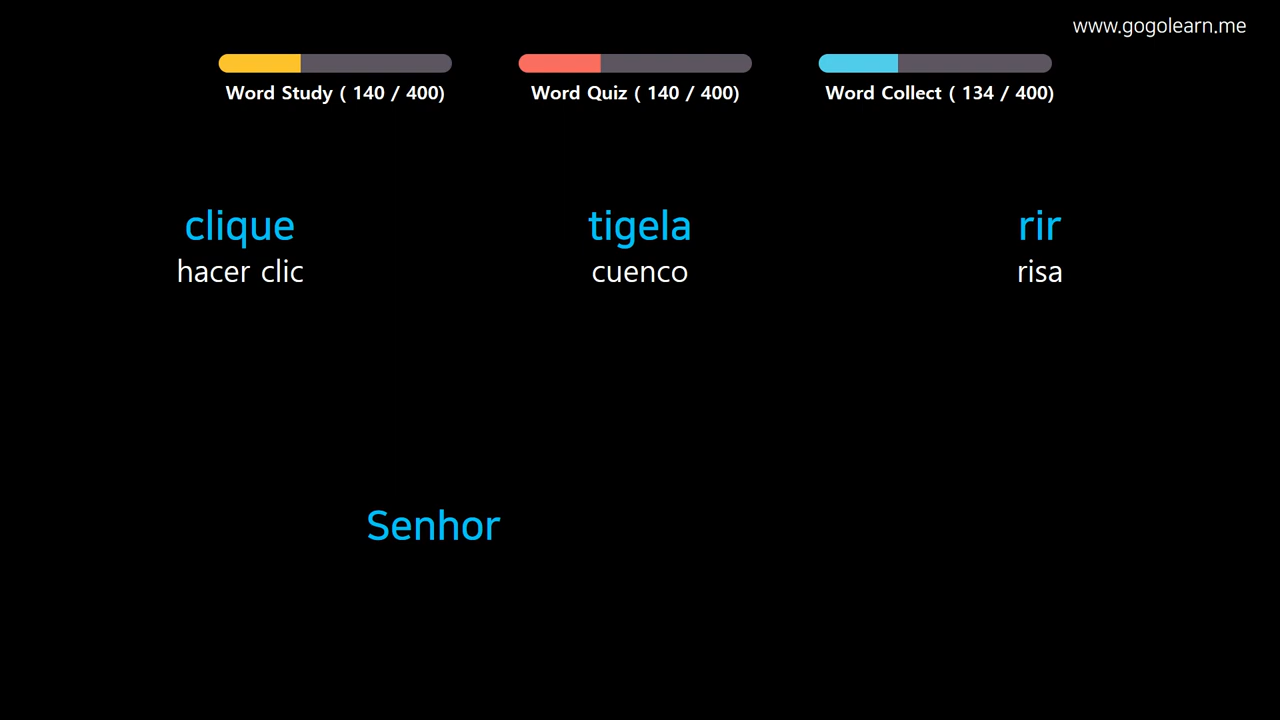 www.gogolearn.me
Word Study ( 140 / 400)
Word Quiz ( 140 / 400)
Word Collect ( 134 / 400)
clique
hacer clic
tigela
cuenco
rir
risa
Senhor